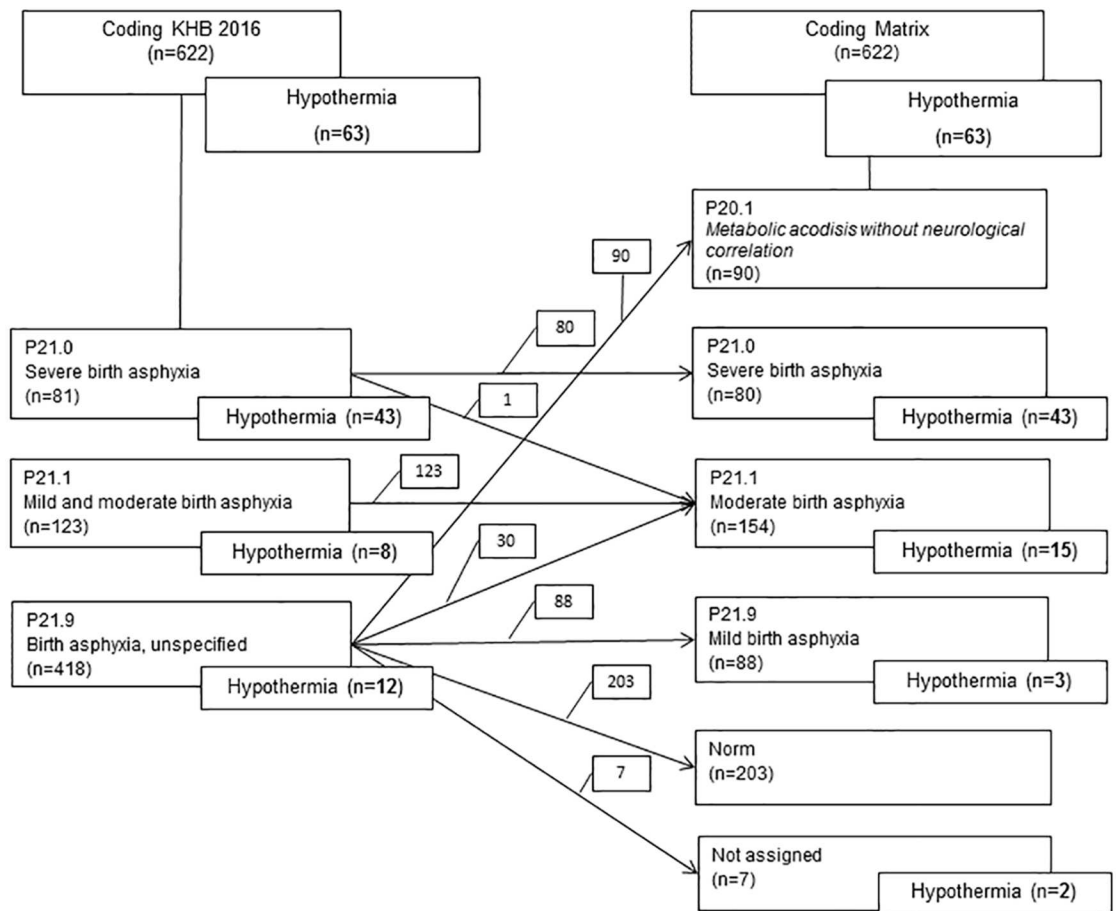 Coding KHB 2016
(n=622)
Hypothermia
(n=63)
Coding Matrix
(n=622)
Hypothermia
(n=63)
P20.1
Metabolic acodisis without neurological
correlation
(n=90)
90
80
P21.0
Severe birth asphyxia
(n=81)
Hypothermia (n=43)
1
P21.0
Severe birth asphyxia
(n=80)
Hypothermia (n=43)
P21.1
Mild and moderate birth asphyxia
(n=123)
Hypothermia (n=8)
123
P21.1
Moderate birth asphyxia
(n=154)
Hypothermia (n=15)
30
88
P21.9
Birth asphyxia, unspecified
(n=418)
Hypothermia (n=12)
P21.9
Mild birth asphyxia
(n=88)
Hypothermia (n=3)
203
Norm
(n=203)
7
Not assigned
(n=7)
Hypothermia (n=2)